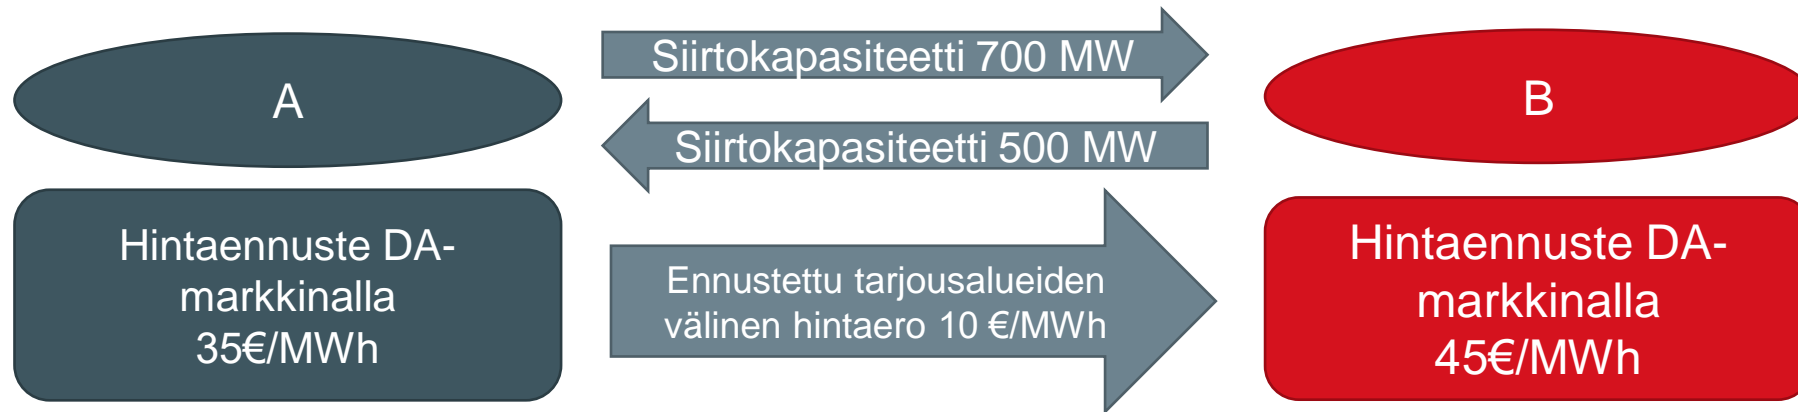 A
Siirtokapasiteetti 700 MW
B
Siirtokapasiteetti 500 MW
Hintaennuste DA-
markkinalla
35€/MWh
Ennustettu tarjousalueiden
välinen hintaero 10 €/MWh
Hintaennuste DA-
markkinalla
45€/MWh